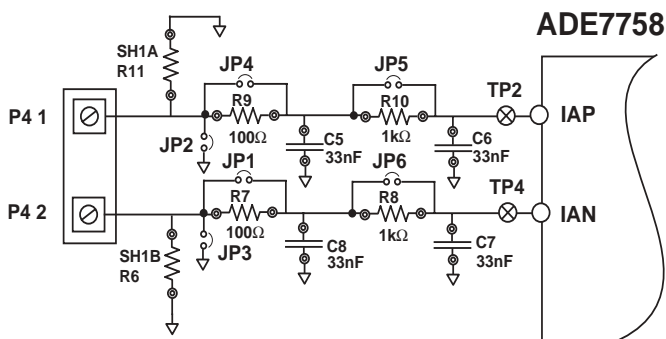 ADE7758
SH1A
R11
JP4
JP5
R9
R10
TP2
P4 1
IAP
JP2
100Ω
C5
33nF
1kΩ
C6
33nF
JP1
JP6
TP4
P4 2
R7
R8
IAN
SH1B
R6
JP3
100Ω
C8
33nF
1kΩ
C7
33nF